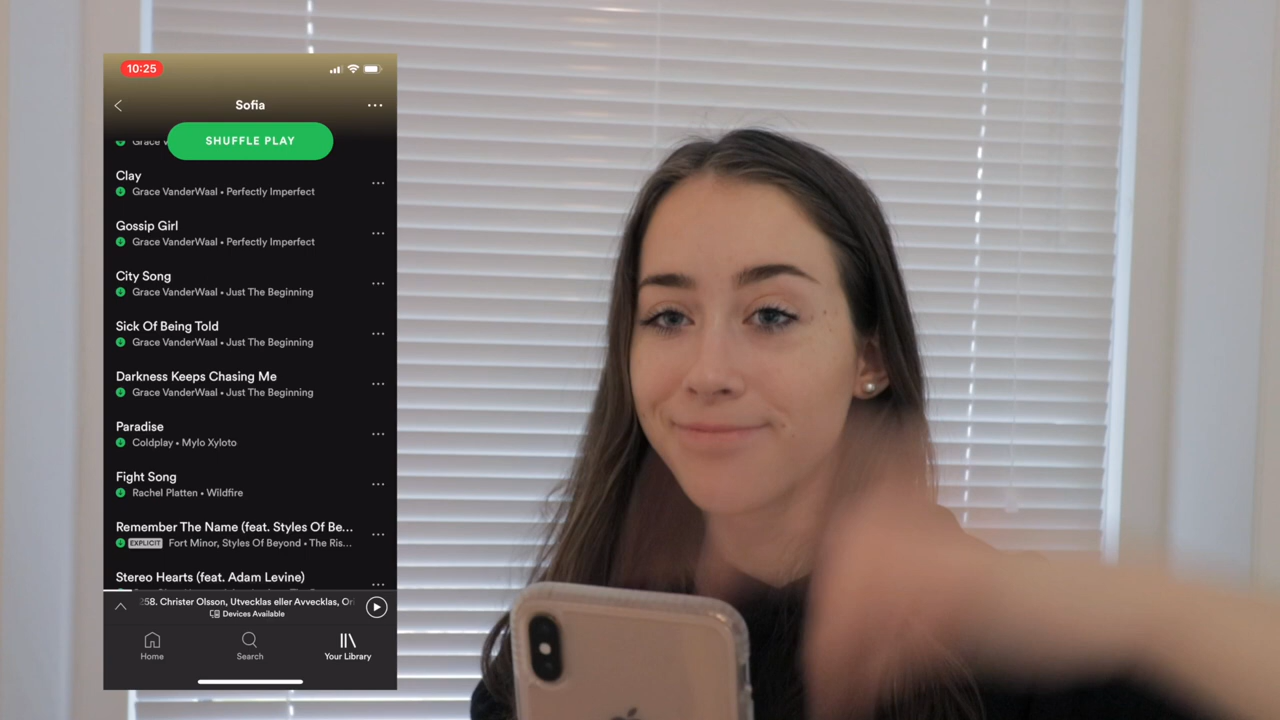 10:25
Sofia
Grace V
SHUFFLE PLAY
Clay
Grace VanderWaal • Perfectly Imperfect
Gossip Girl
Grace VanderWaal • Perfectly Imperfect
City Song
Grace VanderWaal • Just The Beginning
Sick Of Being Told
Grace VanderWaal • Just The Beginning
Darkness Keeps Chasing Me
Grace VanderWaal • Just The Beginning
Paradise
Coldplay • Mylo Xyloto
Fight Song
Rachel Platten • Wildfire
Remember The Name (feat. Styles Of Be...
EXPLICIT Fort Minor, Styles Of Beyond • The Ris...
Stereo Hearts (feat. Adam Levine)
258. Christer Olsson, Utvecklas eller Avvecklas, Ori
Devices Available
Home Search Your Library